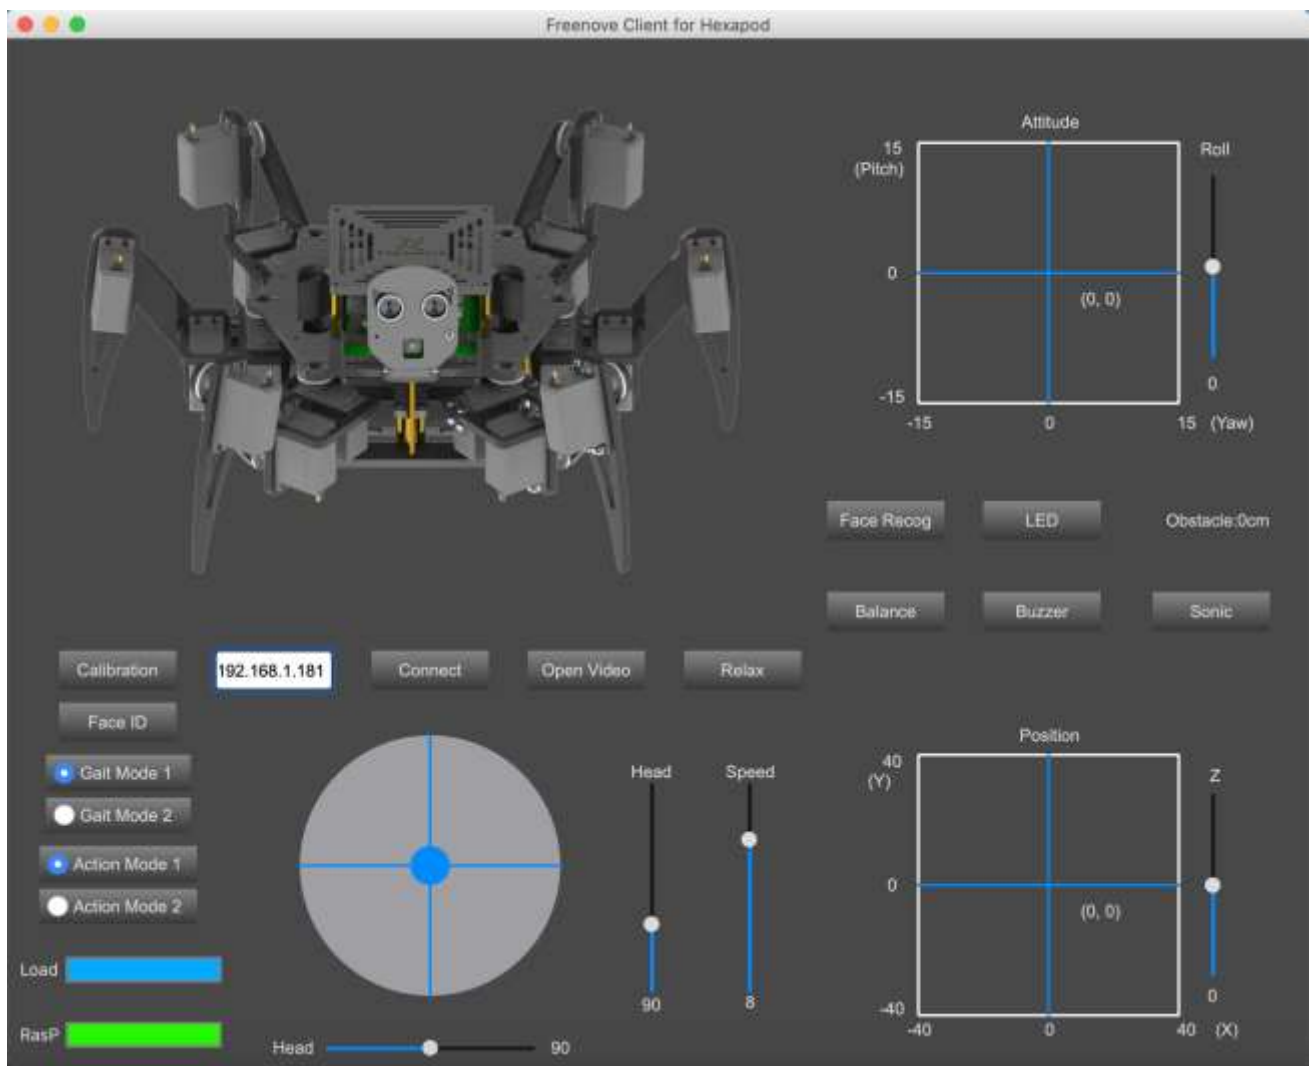 Freenove Client for Hexapod
Attitude
15
(Pitch)
Roll
0
(0, 0)
-15
0
-15
0
15 (Yaw)
Face Recog
LED
Obstacle:0cm
Balance
Buzzer
Sonic
Calibration
192.168.1.181
Connect
Open Video
Relax
Face ID
Gait Mode 1
Gait Mode 2
Action Mode 1
Action Mode 2
Load
RasP
Head
90
Head
90
Speed
8
Position
40
(Y)
Z
0
(0, 0)
-40
0
-40
0
40 (X)